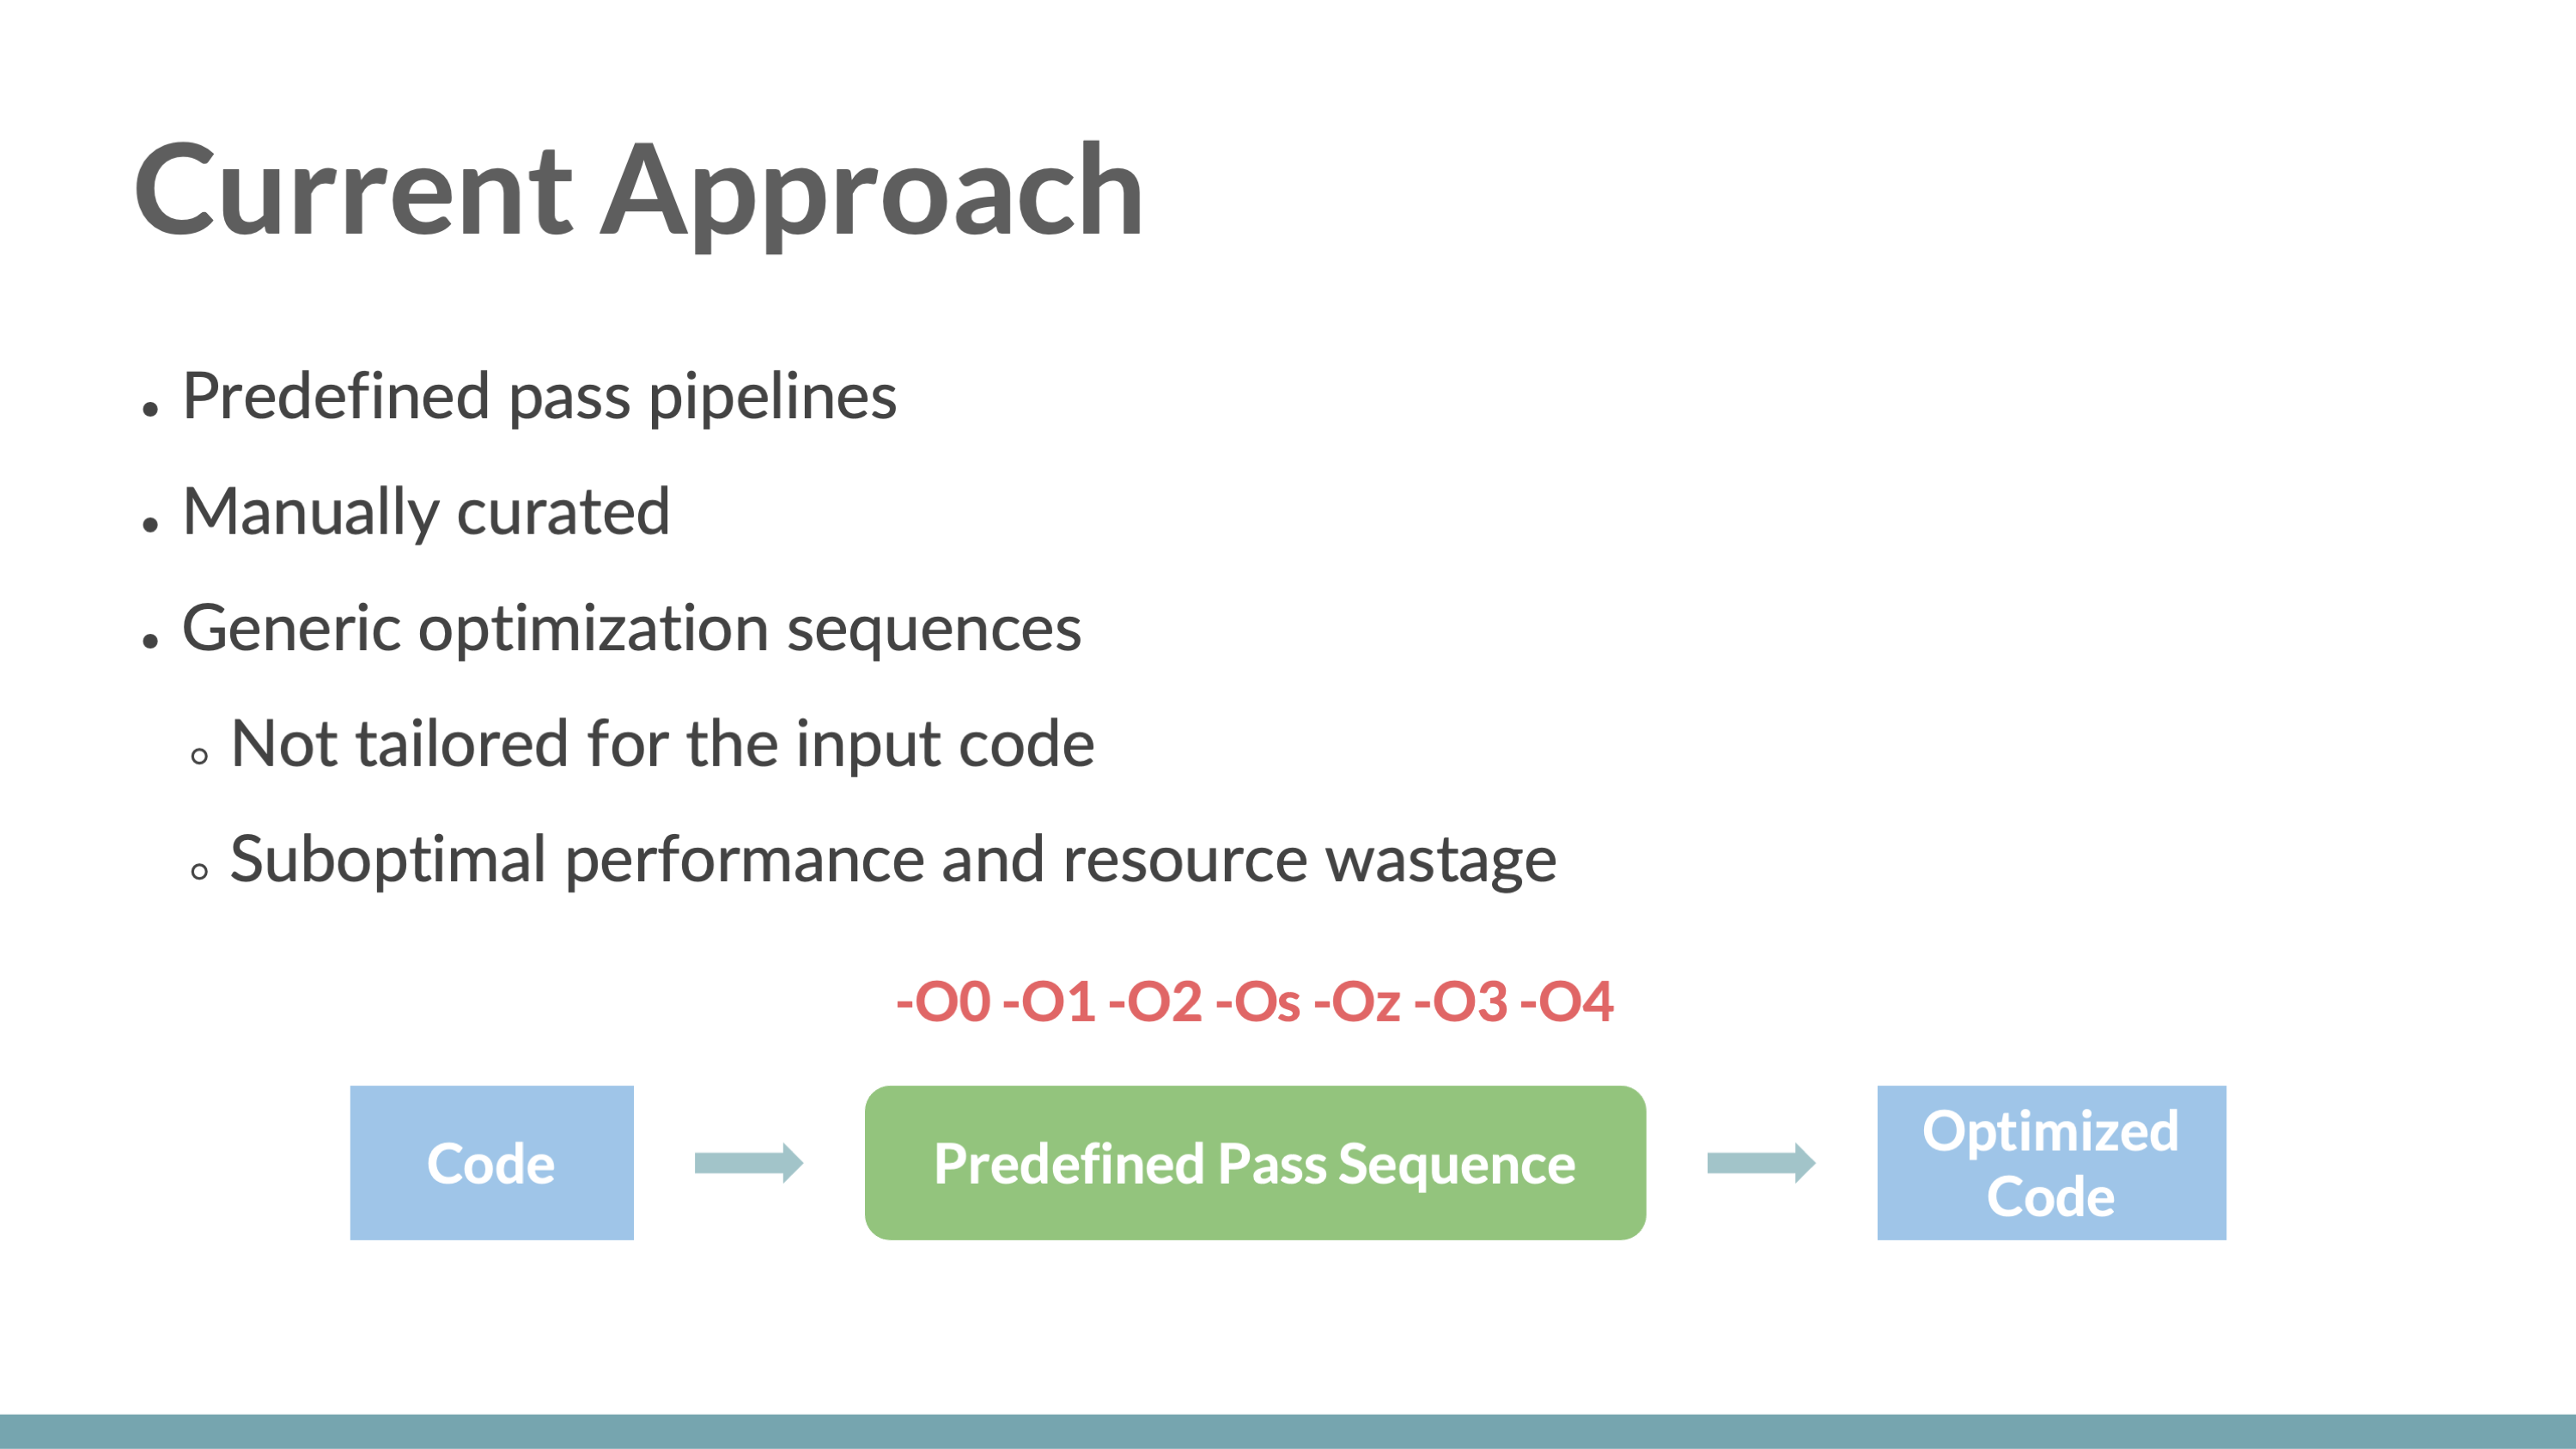 Current Approach
Predefined pass pipelines
Manually curated
Generic optimization sequences
Not tailored for the input code
Suboptimal performance and resource wastage
-O0 -O1 -O2 -Os -Oz -O3 -O4
Code
Predefined Pass Sequence
Optimized
Code